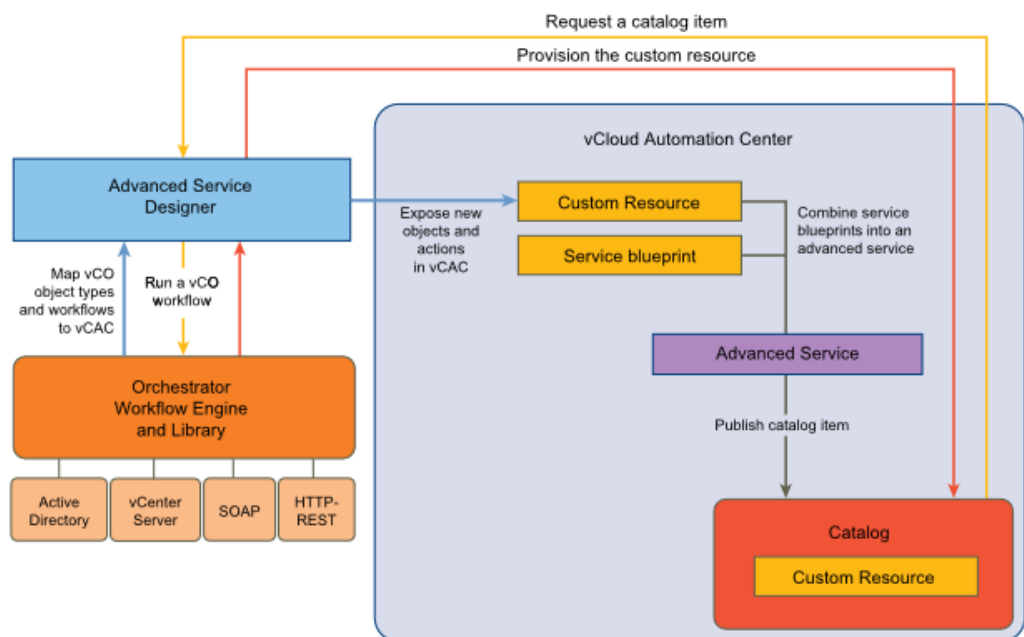 Request a catalog item
Provision the custom resource
vCloud Automation Center
Advanced Service
Designer
Custom Resource
Service blueprint
Expose new
objects and
actions
in vCAC
Combine service
blueprints into an
advanced service
Map vCO
object types
and workflows
to vCAC
Run a vCO
workflow
Advanced Service
Orchestrator
Workflow Engine
and Library
Publish catalog item
Active
Directory
vCenter
Server
SOAP
HTTP-
REST
Catalog
Custom Resource